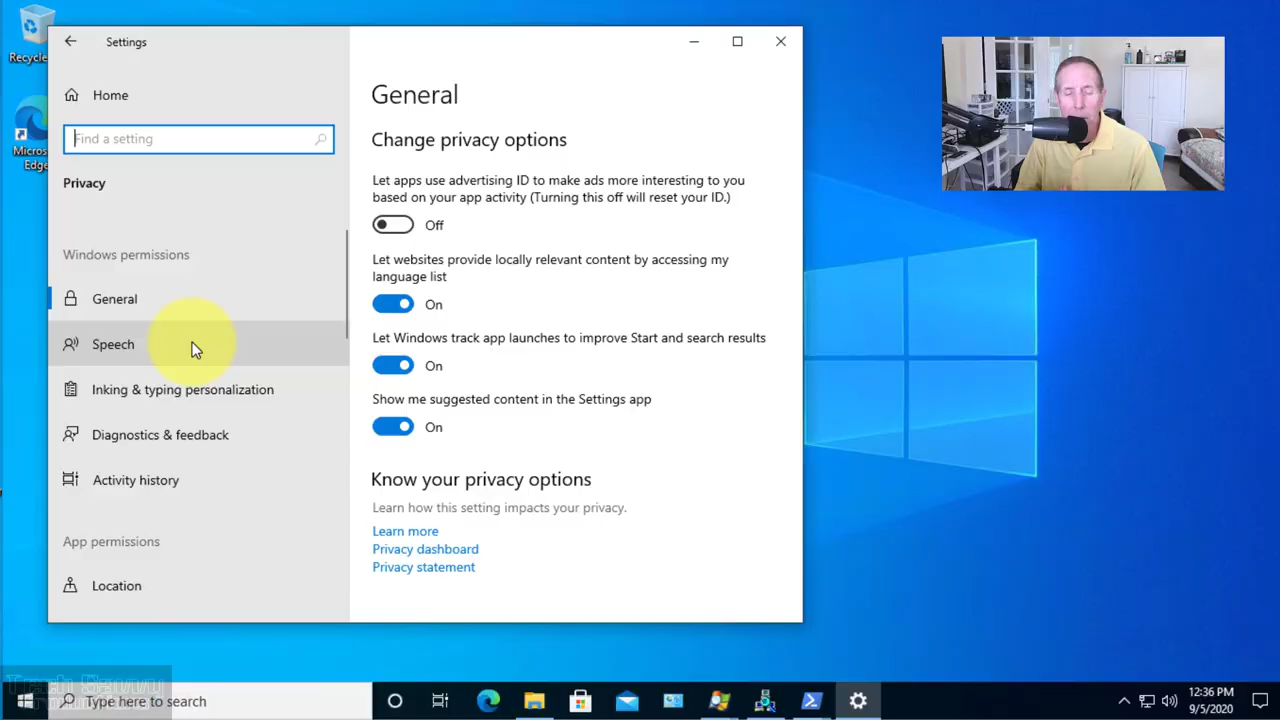 Recycle
Micros
Edge
Settings
Home
Find a setting
Privacy
Windows permissions
General
Speech
Inking & typing personalization
Diagnostics & feedback
Activity history
App permissions
Location
General
Change privacy options
Let apps use advertising ID to make ads more interesting to you
based on your app activity (Turning this off will reset your ID.)
Off
Let websites provide locally relevant content by accessing my
language list
On
Let Windows track app launches to improve Start and search results
On
Show me suggested content in the Settings app
On
Know your privacy options
Learn how this setting impacts your privacy.
Learn more
Privacy dashboard
Privacy statement
Tech Savvy
Type here to search
12:36 PM
9/5/2020